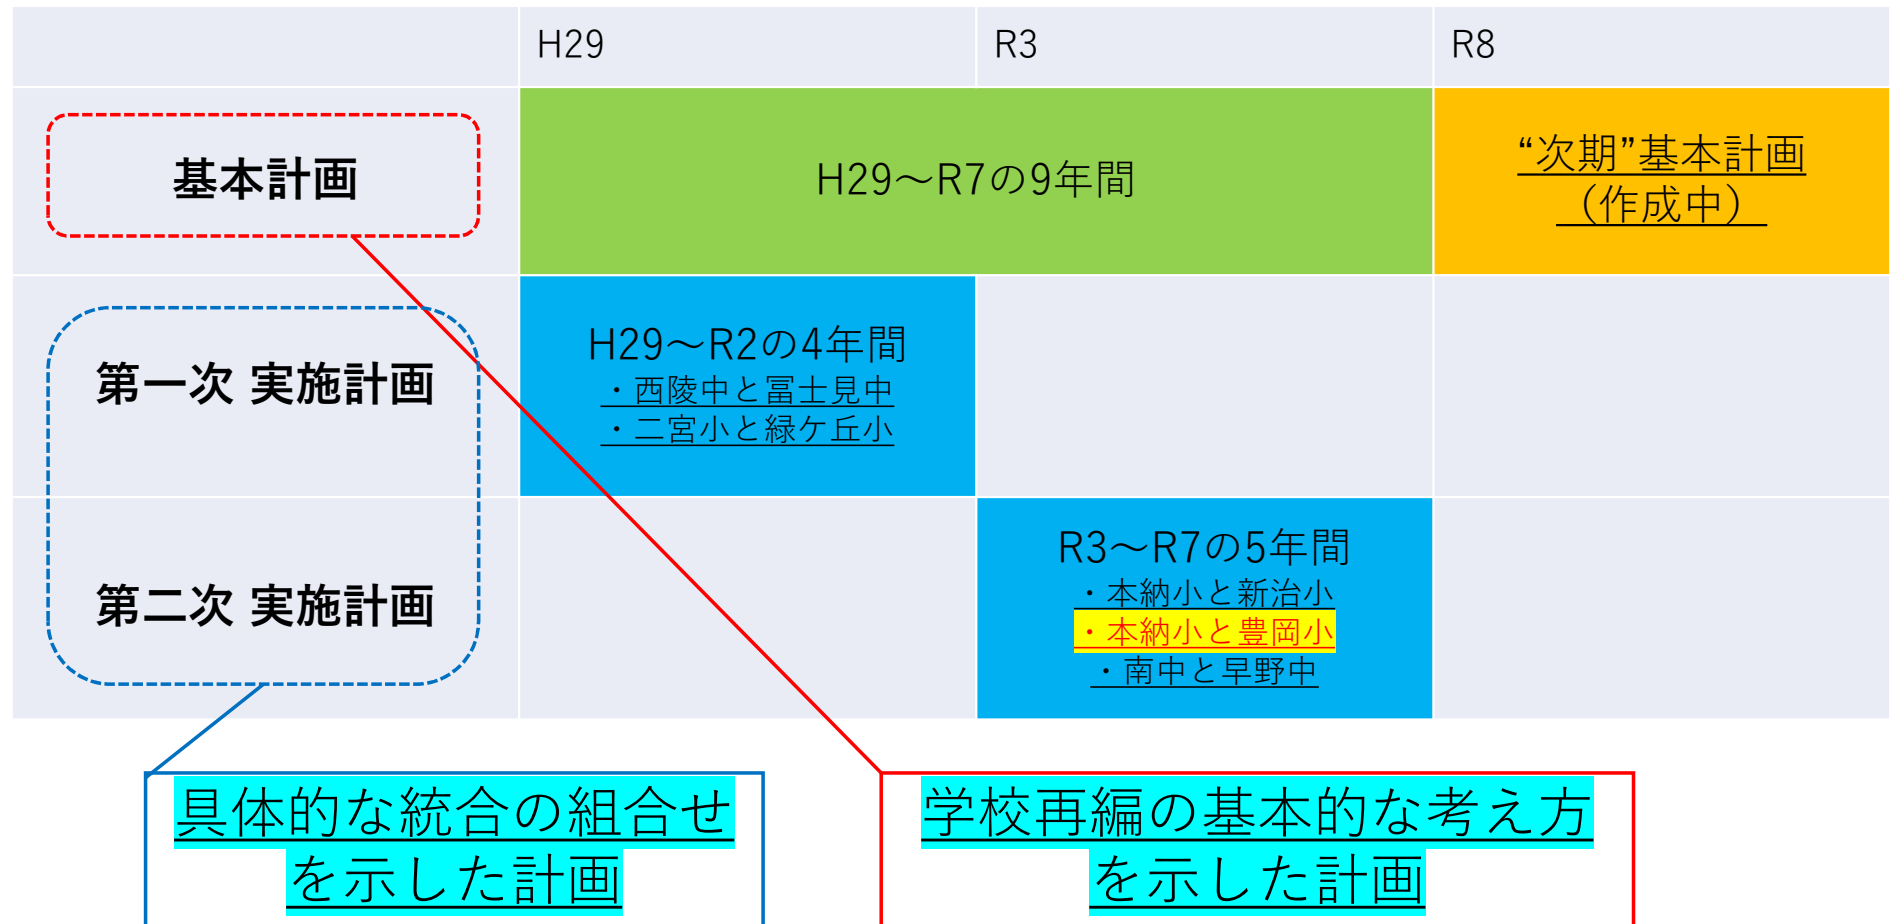 H29
R3
R8
基本計画
H29～R7の9年間
“次期”基本計画
（作成中）
第一次 実施計画
H29～R2の4年間
・西陵中と冨士見中
・二宮小と緑ケ丘小
第二次 実施計画
R3～R7の5年間
・本納小と新治小
・本納小と豊岡小
・南中と早野中
具体的な統合の組合せ
を示した計画
学校再編の基本的な考え方
を示した計画